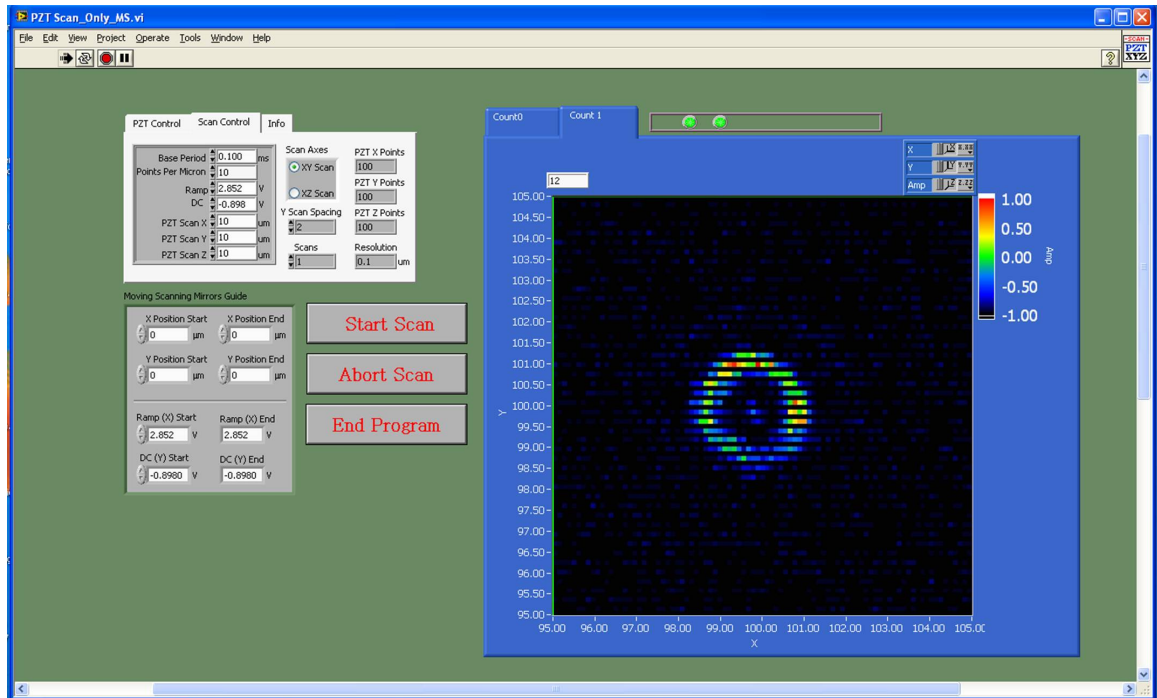 PZT Scan_Only_MS.vi
File Edit View Project Operate Tools Window Help
-SCAN-
PZT
XYZ
PZT Control Scan Control Info
Base Period 0.100 ms
Points Per Micron 10
Ramp 2.852 V
DC -0.898 V
PZT Scan X 10 um
PZT Scan Y 10 um
PZT Scan Z 10 um
Scan Axes
XY Scan
XZ Scan
Y Scan Spacing
2
Scans
1
PZT X Points
100
PZT Y Points
100
PZT Z Points
100
Resolution
0.1 um
Moving Scanning Mirrors Guide
X Position Start X Position End
0 µm 0 µm
Y Position Start Y Position End
0 µm 0 µm
Ramp (X) Start Ramp (X) End
2.852 V 2.852 V
DC (Y) Start DC (Y) End
-0.8980 V -0.8980 V
Start Scan
Abort Scan
End Program
Count0 Count 1
12
X
Y
Amp
105.00
104.50
104.00
103.50
103.00
102.50
102.00
101.50
101.00
100.50
100.00
99.50
99.00
98.50
98.00
97.50
97.00
96.50
96.00
95.50
95.00
Y
95.00 96.00 97.00 98.00 99.00 100.00 101.00 102.00 103.00 104.00 105.00
X
1.00
0.50
0.00
-0.50
-1.00
Amp